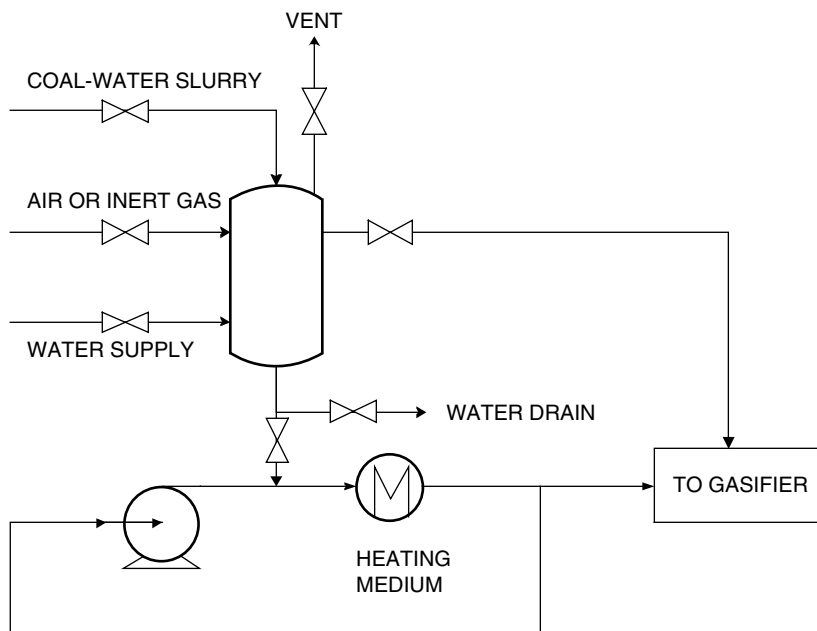 VENT
COAL-WATER SLURRY
AIR OR INERT GAS
WATER SUPPLY
WATER DRAIN
TO GASIFIER
HEATING
MEDIUM